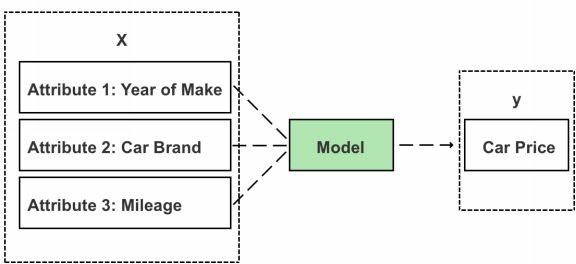 X
Attribute 1: Year of Make
Attribute 2: Car Brand
Attribute 3: Mileage
Model
y
Car Price